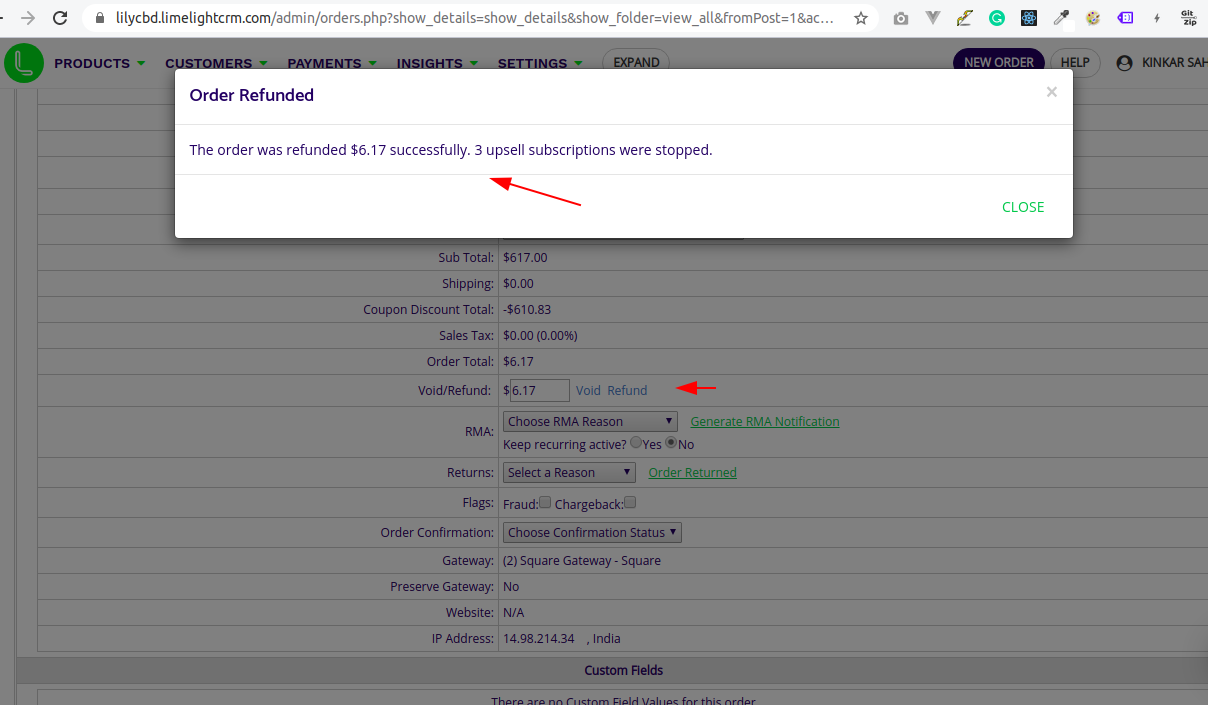 lilycbd.limelightcrm.com/admin/orders.php?show_details=show_details&show_folder=view_all&fromPost=1&ac...
Git Zip
PRODUCTS CUSTOMERS PAYMENTS INSIGHTS SETTINGS EXPAND NEW ORDER HELP KINKAR SAH
Order Refunded ×
The order was refunded $6.17 successfully. 3 upsell subscriptions were stopped.
CLOSE
Sub Total: $617.00
Shipping: $0.00
Coupon Discount Total: -$610.83
Sales Tax: $0.00 (0.00%)
Order Total: $6.17
Void/Refund: $6.17 Void Refund
RMA: Choose RMA Reason Generate RMA Notification
Keep recurring active? Yes No
Returns: Select a Reason Order Returned
Flags: Fraud: Chargeback:
Order Confirmation: Choose Confirmation Status
Gateway: (2) Square Gateway - Square
Preserve Gateway: No
Website: N/A
IP Address: 14.98.214.34 , India
Custom Fields
There are no Custom Field Values for this order